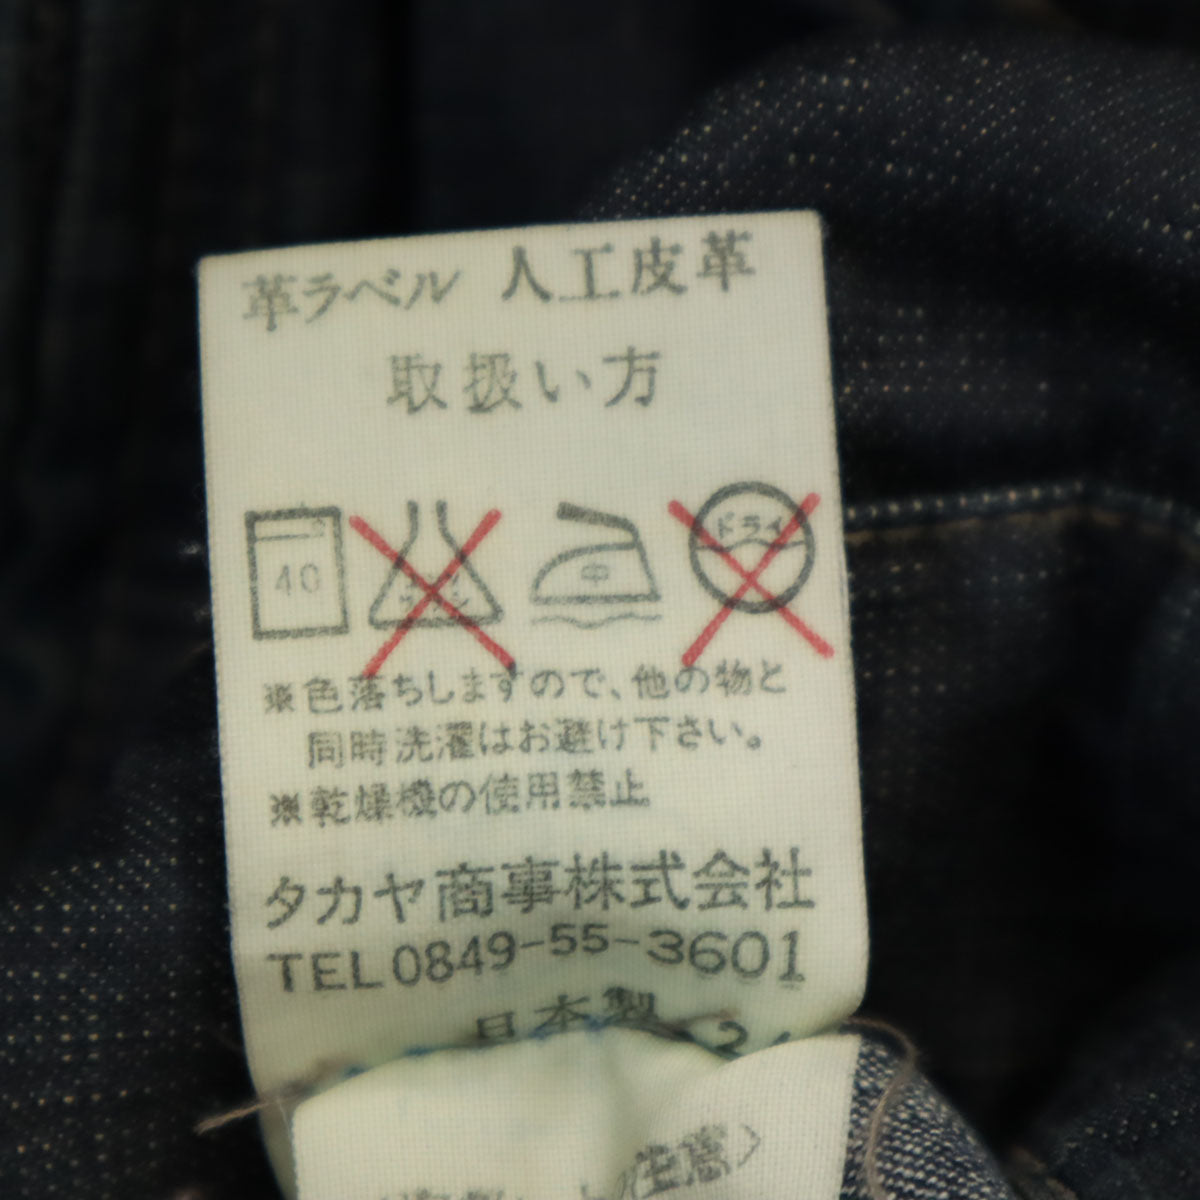 革ラベル 人工皮革
取扱い方
40 中 ドライ
※色落ちしますので、他の物と
同時洗濯はお避け下さい。
※乾燥機の使用禁止
タカヤ商事株式会社
TEL0849-55-3601
日本製
注意〉